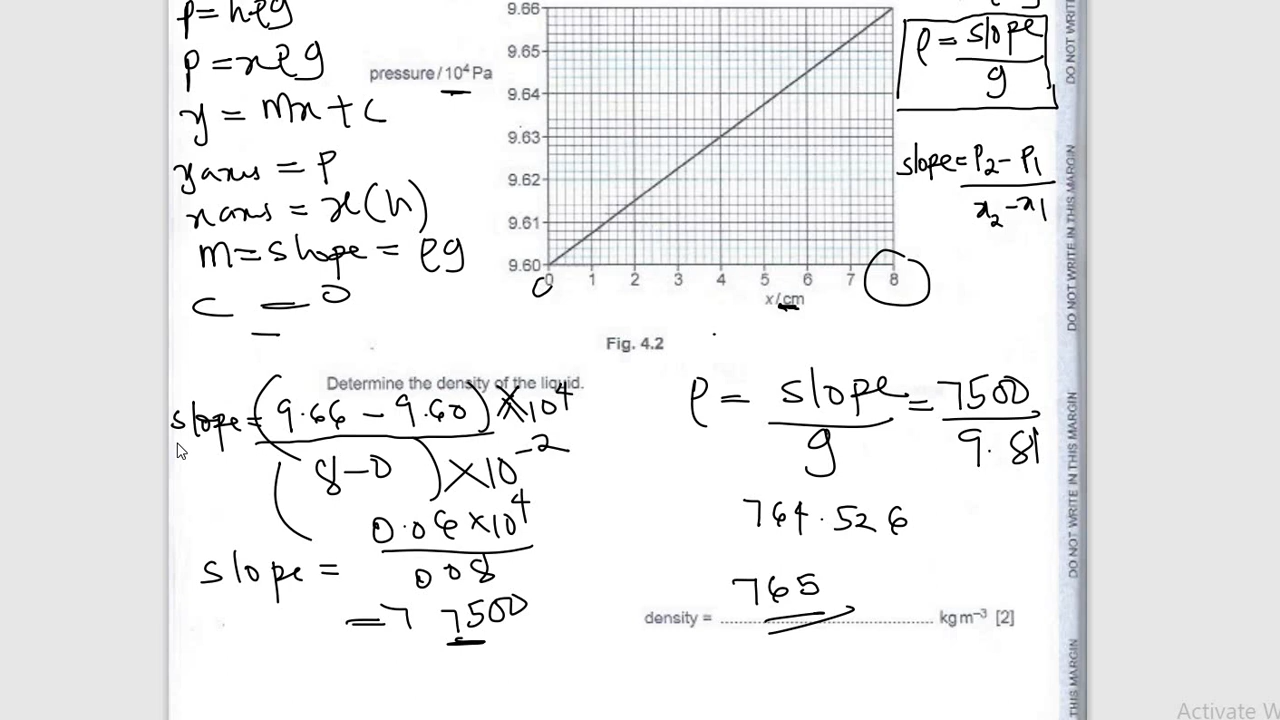 P=hρg
P=xρg
y = mx + c
y axis = P
x axis = x(h)
m = slope = ρg
c = 0
pressure / 10⁴ Pa
9.66
9.65
9.64
9.63
9.62
9.61
9.60
0 1 2 3 4 5 6 7 8
x / cm
ρ = slope / g
slope = P₂ - P₁ / x₂ - x₁
Fig. 4.2
Determine the density of the liquid.
slope = (9.66 - 9.60) × 10⁴
(8-0) × 10⁻²
slope = 0.06 × 10⁴ / 0.08
=7 7500
ρ = slope / g = 7500 / 9.81
764.526
765
density = ........................ kg m⁻³ [2]
DO NOT WRITE
DO NOT WRITE IN THIS MARGIN
DO NOT WRITE IN THIS MARGIN
THIS MARGIN
Activate W